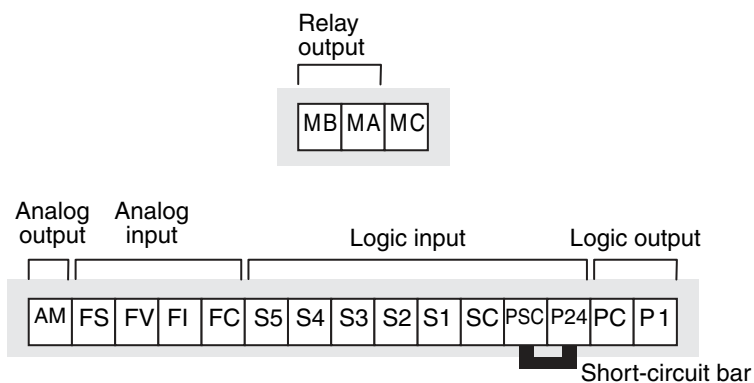 Relay
output
MB MA MC
Analog
output
Analog
input
Logic input
Logic output
AM FS FV FI FC S5 S4 S3 S2 S1 SC PSC P24 PC P1
Short-circuit bar